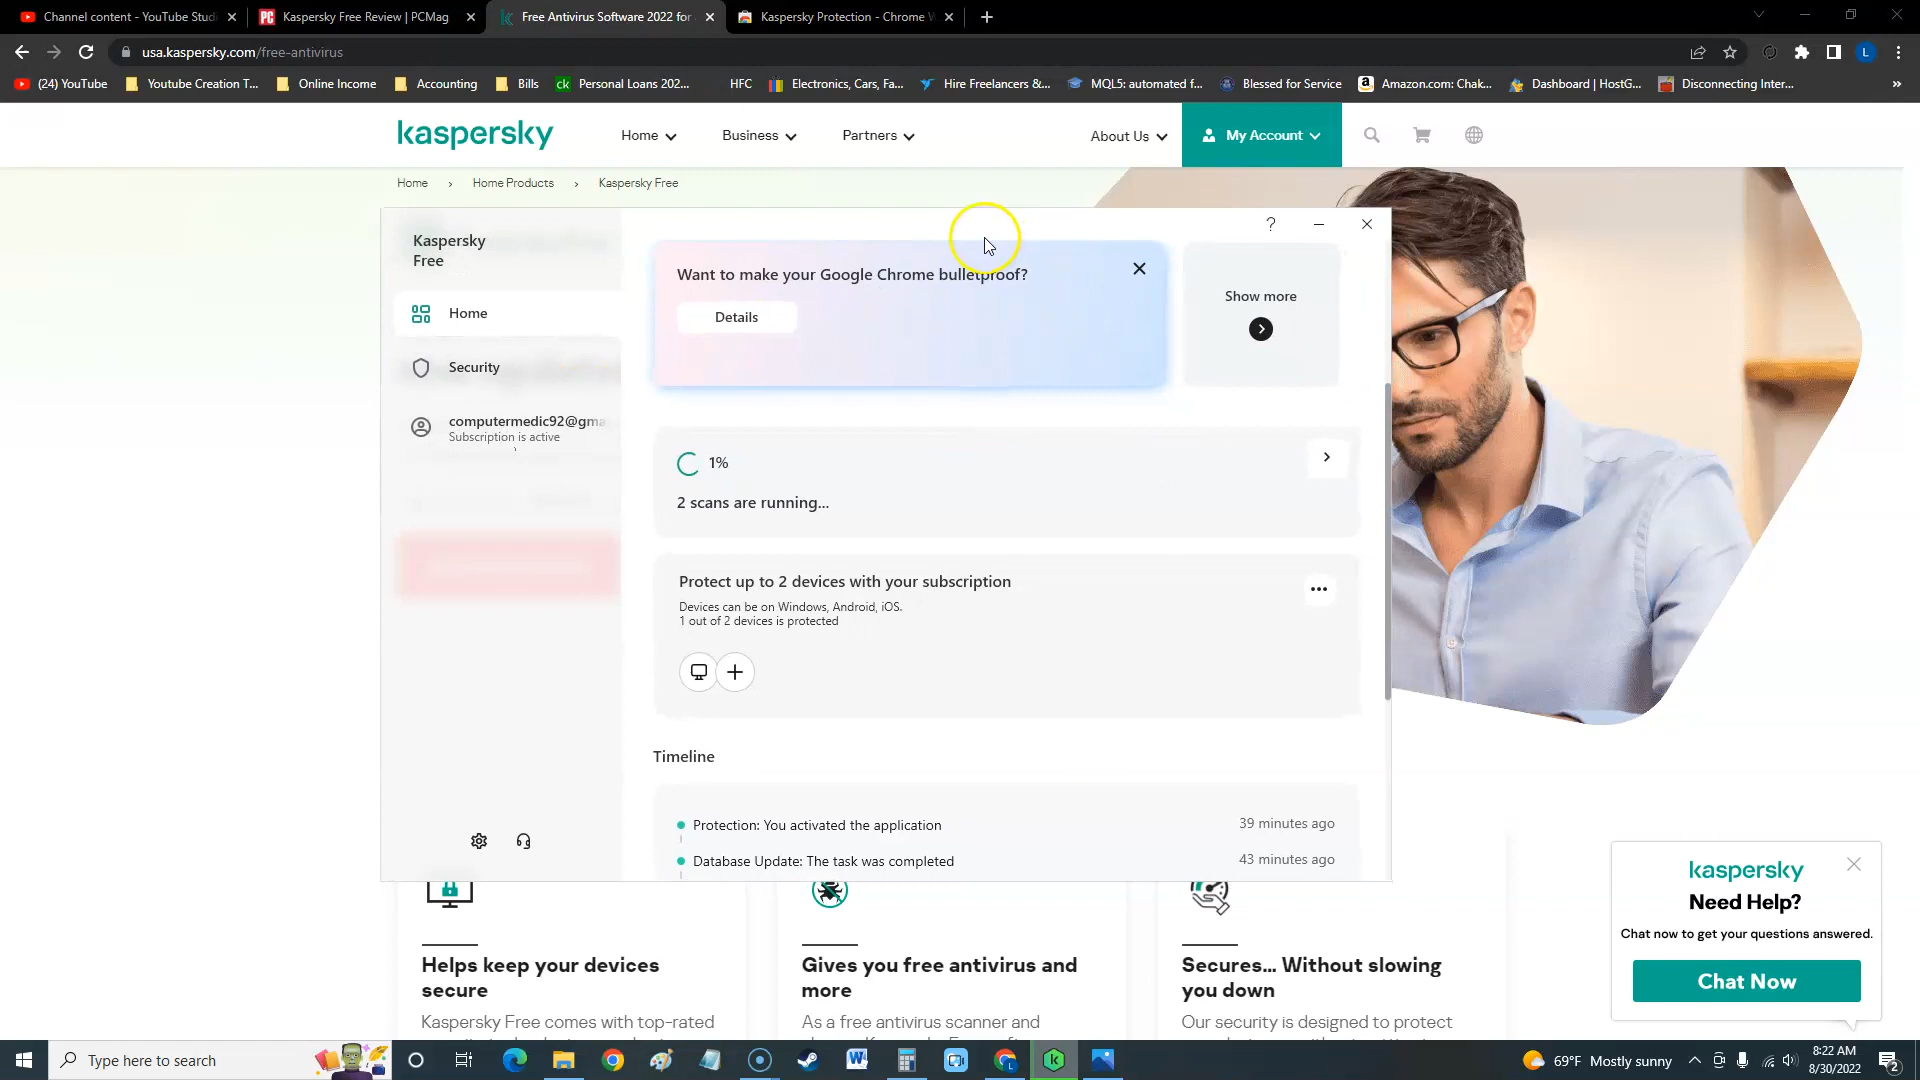 Channel content - YouTube Studi
Kaspersky Free Review | PCMag
Free Antivirus Software 2022 for
Kaspersky Protection - Chrome W
usa.kaspersky.com/free-antivirus
L
(24) YouTube
Youtube Creation T...
Online Income
Accounting
Bills
ck
Personal Loans 202...
HFC
Electronics, Cars, Fa...
Hire Freelancers &...
MQL5: automated f...
Blessed for Service
Amazon.com: Chak...
Dashboard | HostG...
Disconnecting Inter...
»
kaspersky
Home
Business
Partners
About Us
My Account
Home › Home Products › Kaspersky Free
Kaspersky
Free
Home
Security
computermedic92@gma
Subscription is active
?
Want to make your Google Chrome bulletproof?
Details
Show more
1%
2 scans are running...
Protect up to 2 devices with your subscription
Devices can be on Windows, Android, iOS.
1 out of 2 devices is protected
Timeline
Protection: You activated the application
39 minutes ago
Database Update: The task was completed
43 minutes ago
Helps keep your devices
secure
Kaspersky Free comes with top-rated
Gives you free antivirus and
more
As a free antivirus scanner and
Secures... Without slowing
you down
Our security is designed to protect
kaspersky
Need Help?
Chat now to get your questions answered.
Chat Now
Type here to search
69°F Mostly sunny
8:22 AM
8/30/2022
2